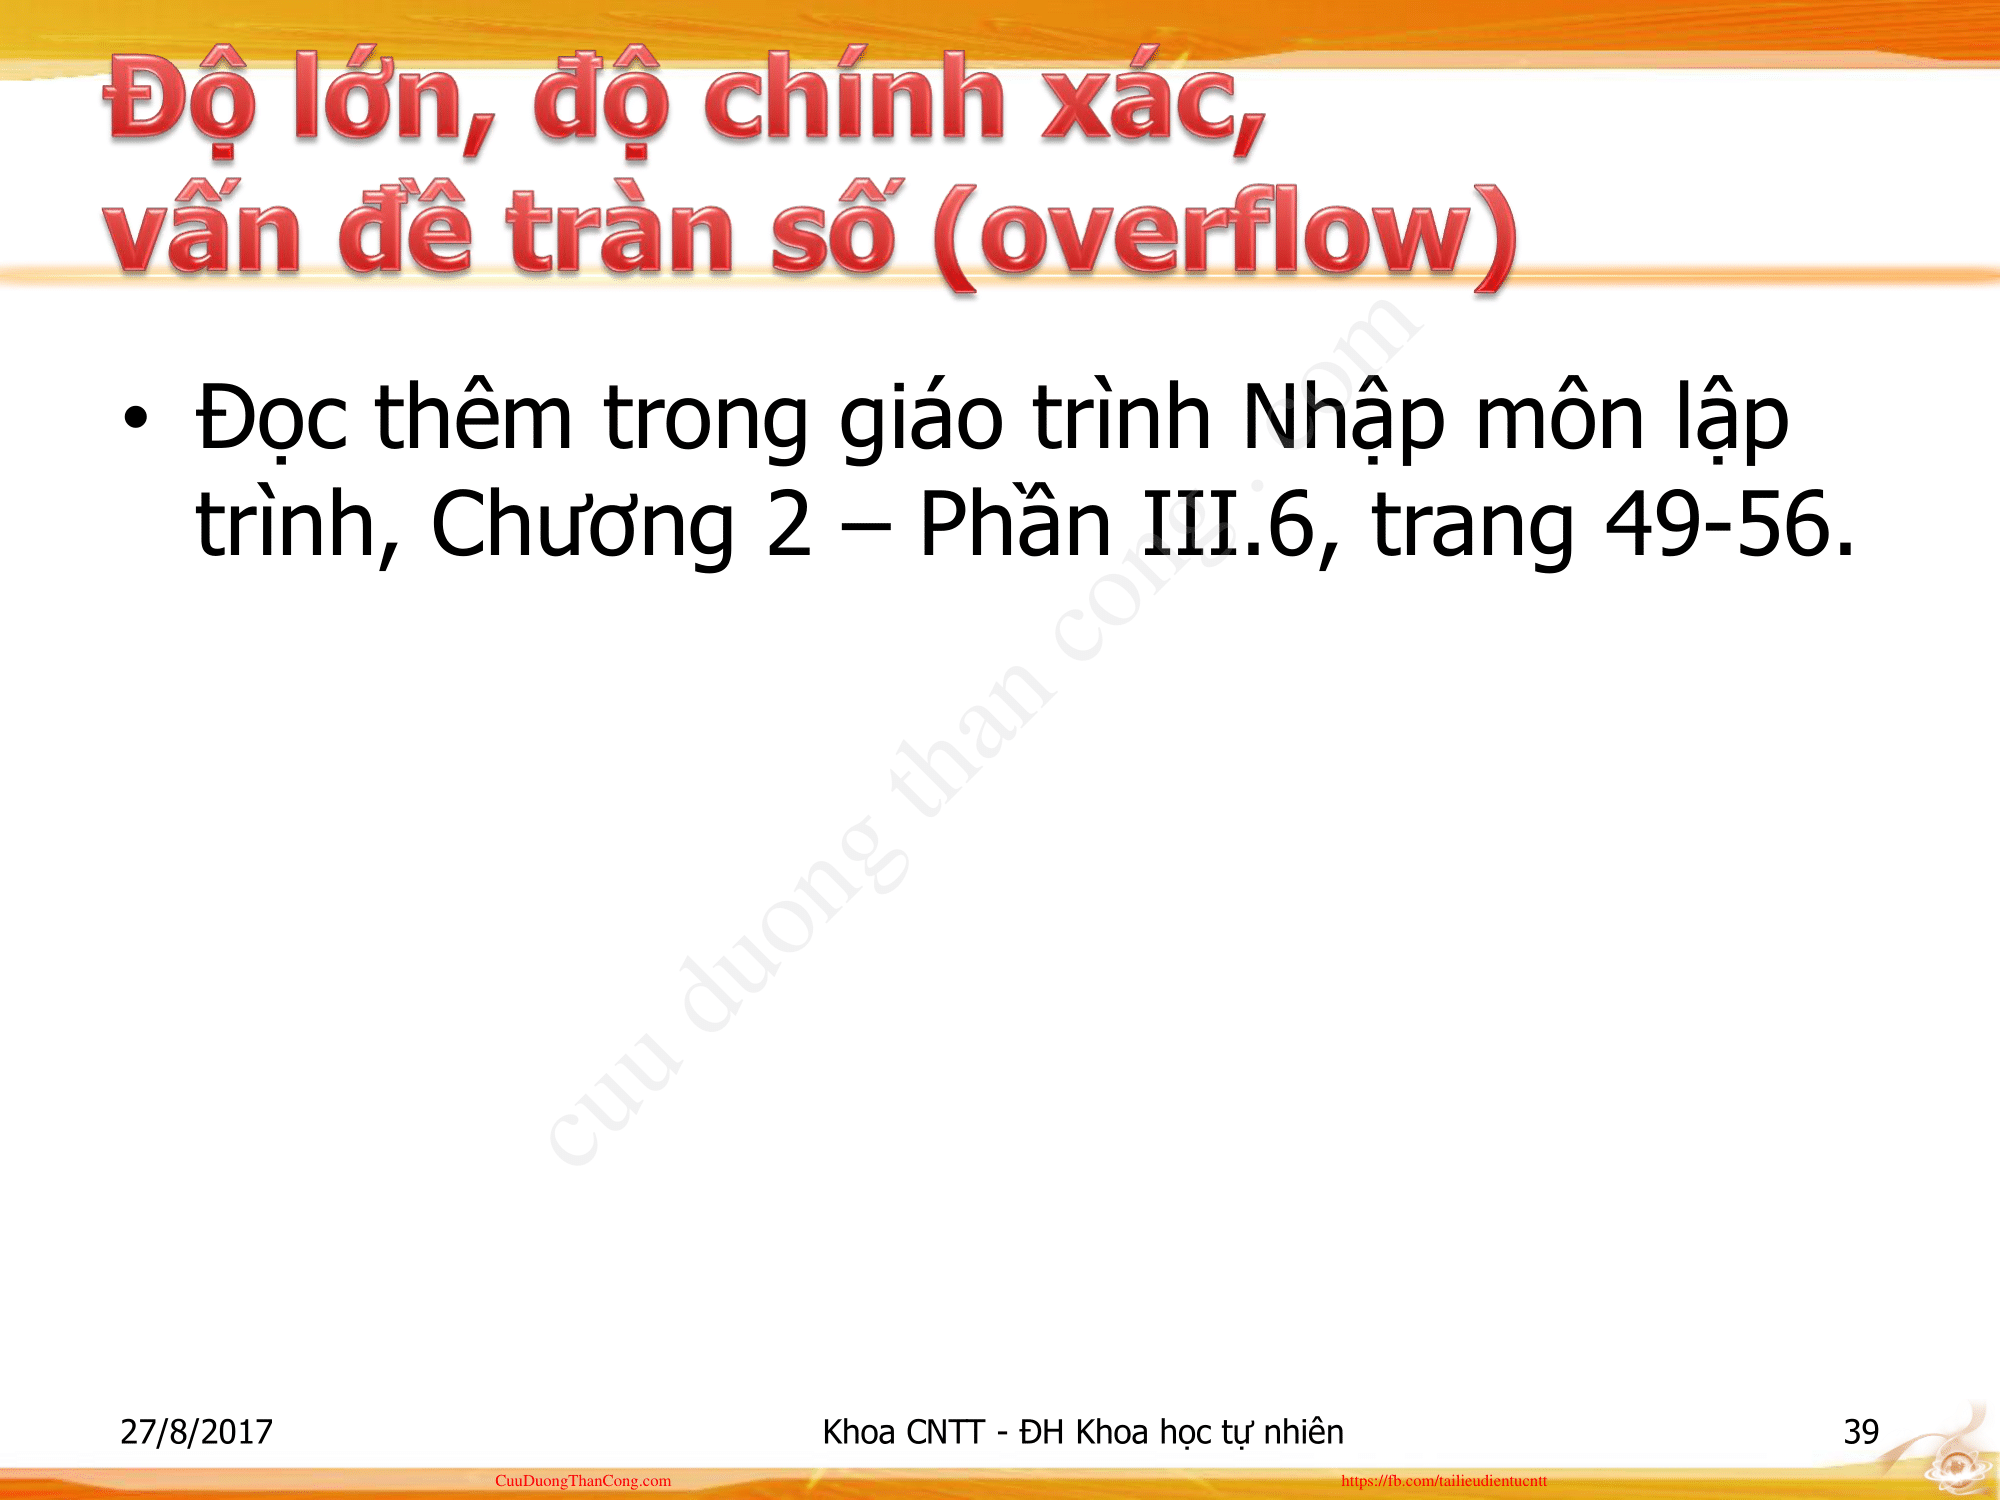 Độ lớn, độ chính xác,
vấn đề tràn số (overflow)
• Đọc thêm trong giáo trình Nhập môn lập
trình, Chương 2 – Phần III.6, trang 49-56.
cuu duong than cong . com
27/8/2017
Khoa CNTT - ĐH Khoa học tự nhiên
39
CuuDuongThanCong.com
https://fb.com/tailieudientucntt